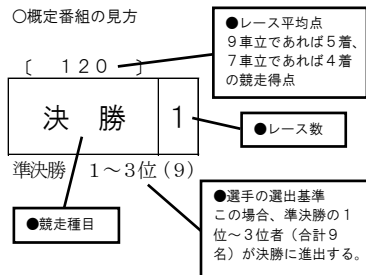 ○概定番組の見方
●レース平均点
９車立であれば５着、
７車立であれば４着
の競走得点
〔　１２０　〕
決　勝　1
●レース数
準決勝　1～3位（9）
●競走種目
●選手の選出基準
この場合、準決勝の１
位～３位者（合計９
名）が決勝に進出する。